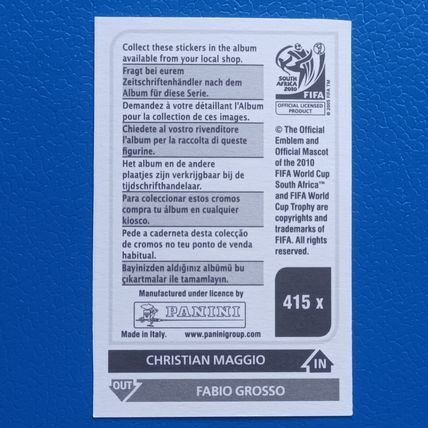 Collect these stickers in the album
available from your local shop.
Fragt bei eurem
Zeitschriftenhändler nach dem
Album für diese Serie.
Demandez à votre détaillant l'Album
pour la collection de ces images.
Chiedete al vostro rivenditore
l'album per la raccolta di queste
figurine.
Het album en de andere
plaatjes zijn verkrijgbaar bij de
tijdschrifthandelaar.
Para coleccionar estos cromos
compra tu álbum en cualquier
kiosco.
Pede a caderneta desta colecção
de cromos no teu ponto de venda
habitual.
Bayinizden aldığınız albümü bu
çıkartmalar ile tamamlayın.
Manufactured under licence by
PANINI
Made in Italy. www.paninigroup.com
SOUTH AFRICA
2010
FIFA
OFFICIAL LICENSED
PRODUCT
© 2005 FIFA TM
© The Official
Emblem and
Official Mascot
of the 2010
FIFA World Cup
South Africa™
and FIFA World
Cup Trophy are
copyrights and
trademarks of
FIFA. All rights
reserved.
415 x
CHRISTIAN MAGGIO
IN
OUT
FABIO GROSSO